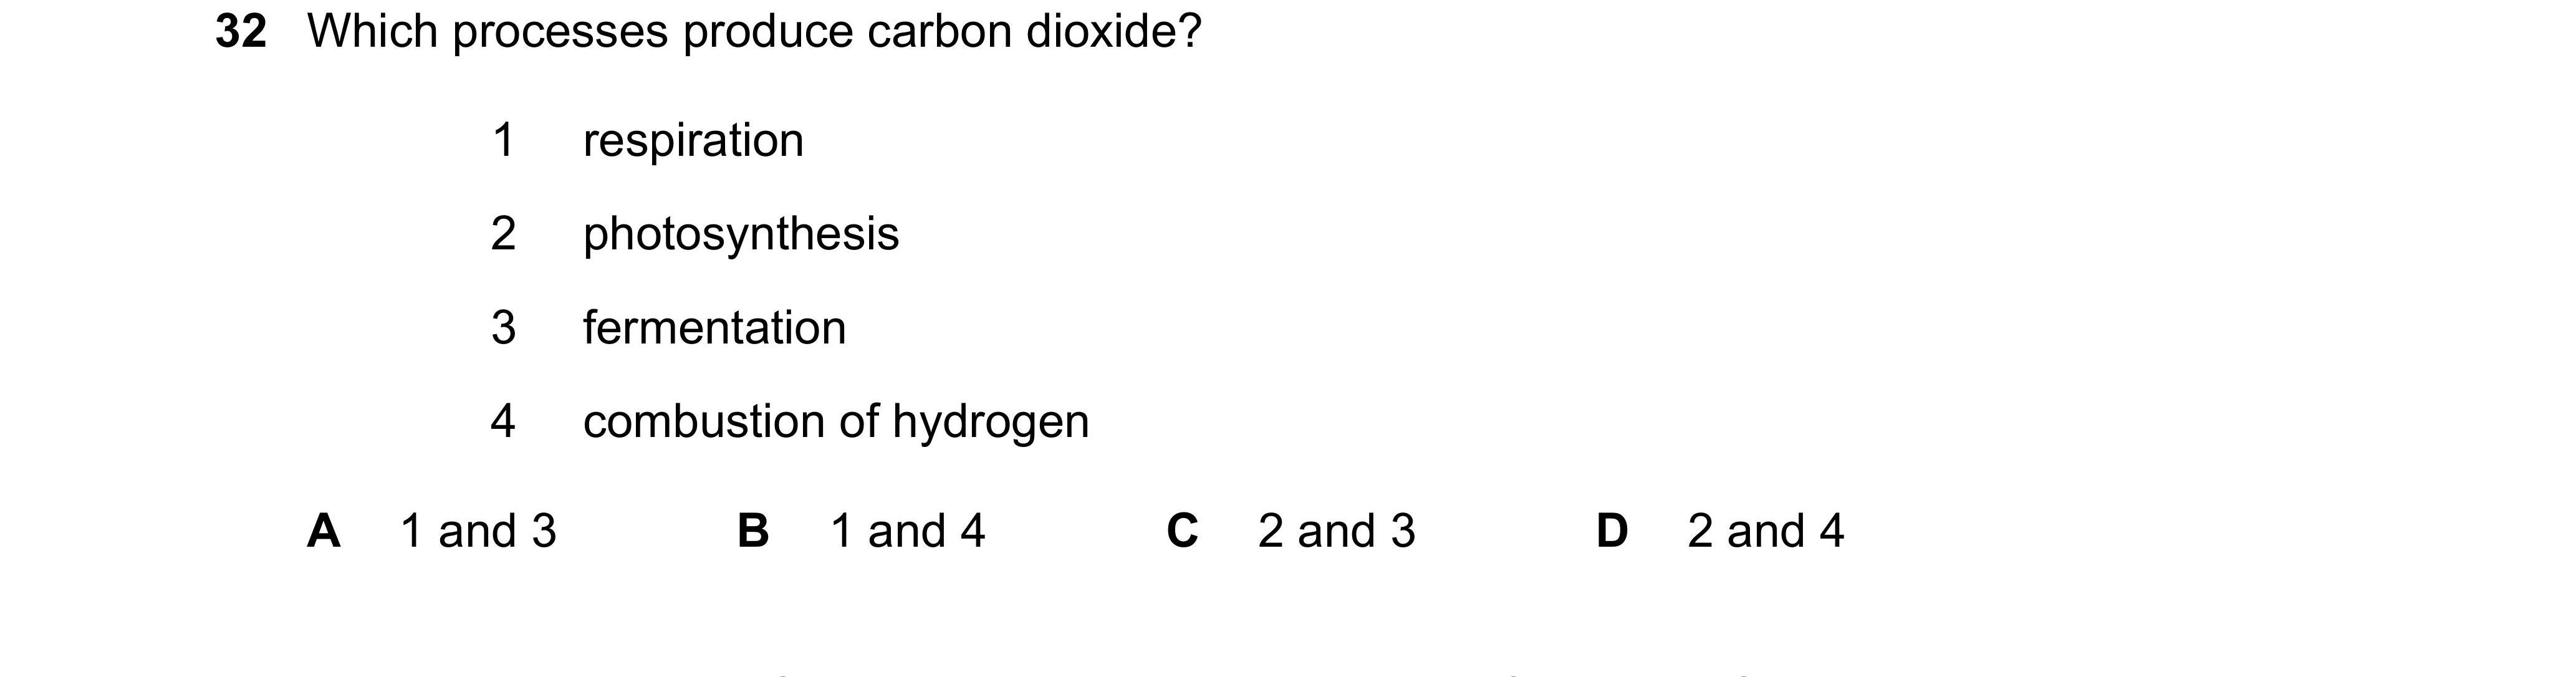 32 Which processes produce carbon dioxide?
1 respiration
2 photosynthesis
3 fermentation
4 combustion of hydrogen
A 1 and 3 B 1 and 4 C 2 and 3 D 2 and 4